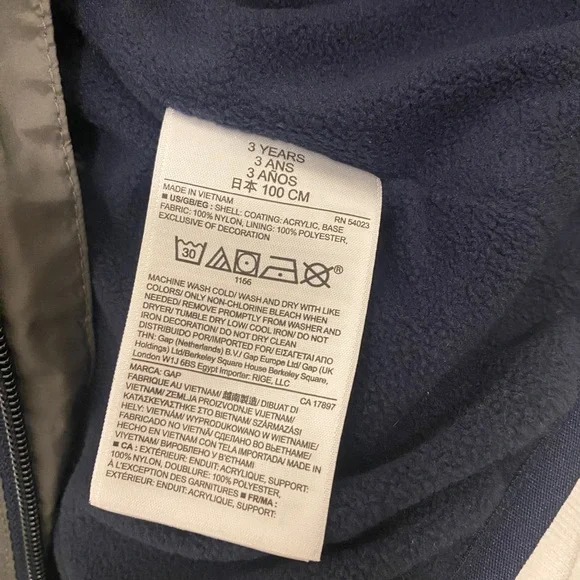 3 YEARS
3 ANS
3 AÑOS
日本 100 CM
MADE IN VIETNAM RN 54023
■ US/GB/EG : SHELL: COATING: ACRYLIC, BASE
FABRIC: 100% NYLON, LINING: 100% POLYESTER,
EXCLUSIVE OF DECORATION
30 ®
1166
MACHINE WASH COLD/ WASH AND DRY WITH LIKE
COLORS/ ONLY NON-CHLORINE BLEACH WHEN
NEEDED/ REMOVE PROMPTLY FROM WASHER AND
DRYER/ TUMBLE DRY LOW/ COOL IRON/ DO NOT
IRON DECORATION/ DO NOT DRY CLEAN
DISTRIBUIDO POR/IMPORTED FOR/ΕΙΣΑΓΕΤΑΙ ΑΠΟ
ΤΗΝ: Gap (Netherlands) B.V./ Gap Europe Ltd/ Gap (UK
Holdings) Ltd/Berkeley Square House Berkeley Square,
London W1J 6BS Egypt Importer: RIGE, LLC
MARCA: GAP CA 17897
FABRIQUÉ AU VIETNAM/ 越南製造/ DIBUAT DI
VIETNAM/ ZEMLJA PROIZVODNJE VIJETNAM/
ΚΑΤΑΣΚΕΥΑΣΤΗΚΕ ΣΤΟ ΒΙΕΤΝΑΜ/ SZÁRMAZÁSI
HELY: VIETNÁM/ WYPRODUKOWANO W WIETNAMIE/
FABRICADO NO VIETNÃ/ СДЕЛАНО ВО ВЬЕТНАМЕ/
HECHO EN VIETNAM CON TELA IMPORTADA/ MADE IN
VIYETNAM/ ВИРОБЛЕНО У В'ЄТНАМІ
■ CA : EXTÉRIEUR: ENDUIT: ACRYLIQUE, SUPPORT:
100% NYLON, DOUBLURE: 100% POLYESTER,
À L'EXCEPTION DES GARNITURES ■ FR/MA :
EXTÉRIEUR: ENDUIT: ACRYLIQUE, SUPPORT: